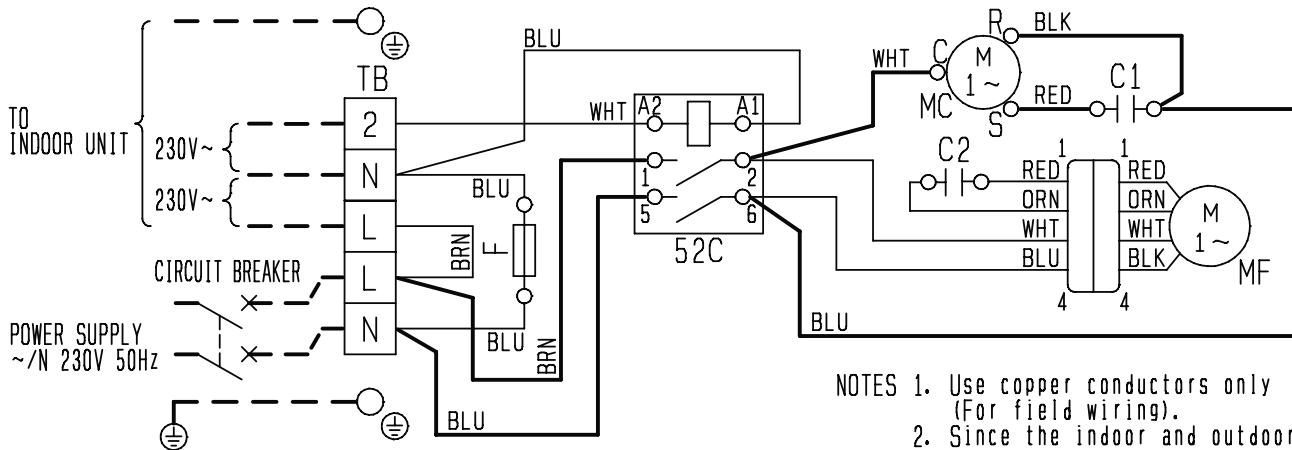 TO
INDOOR UNIT
230V~
230V~
CIRCUIT BREAKER
POWER SUPPLY
~/N 230V 50Hz
TB
2
N
L
L
N
BLU
WHT
BLU
BRN
F
BLU
BRN
BLU
A2
A1
1
2
5
6
52C
WHT
C
R
M
1~
MC
S
BLK
RED
C1
C2
1
1
RED
RED
ORN
ORN
WHT
WHT
BLU
BLK
4
4
M
1~
MF
BLU
NOTES 1. Use copper conductors only
(For field wiring).
2. Since the indoor and outdoor